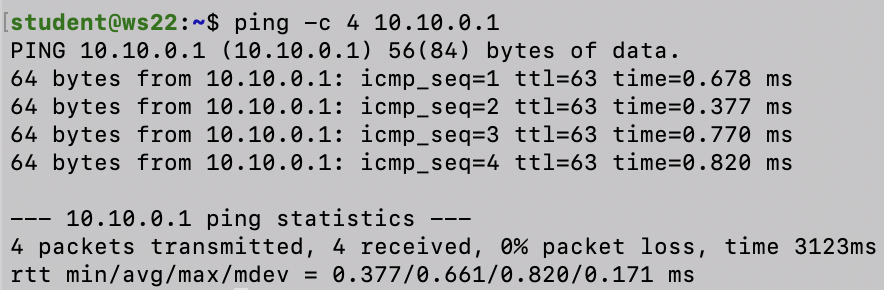 [student@ws22:~$ ping -c 4 10.10.0.1
PING 10.10.0.1 (10.10.0.1) 56(84) bytes of data.
64 bytes from 10.10.0.1: icmp_seq=1 ttl=63 time=0.678 ms
64 bytes from 10.10.0.1: icmp_seq=2 ttl=63 time=0.377 ms
64 bytes from 10.10.0.1: icmp_seq=3 ttl=63 time=0.770 ms
64 bytes from 10.10.0.1: icmp_seq=4 ttl=63 time=0.820 ms
--- 10.10.0.1 ping statistics ---
4 packets transmitted, 4 received, 0% packet loss, time 3123ms
rtt min/avg/max/mdev = 0.377/0.661/0.820/0.171 ms